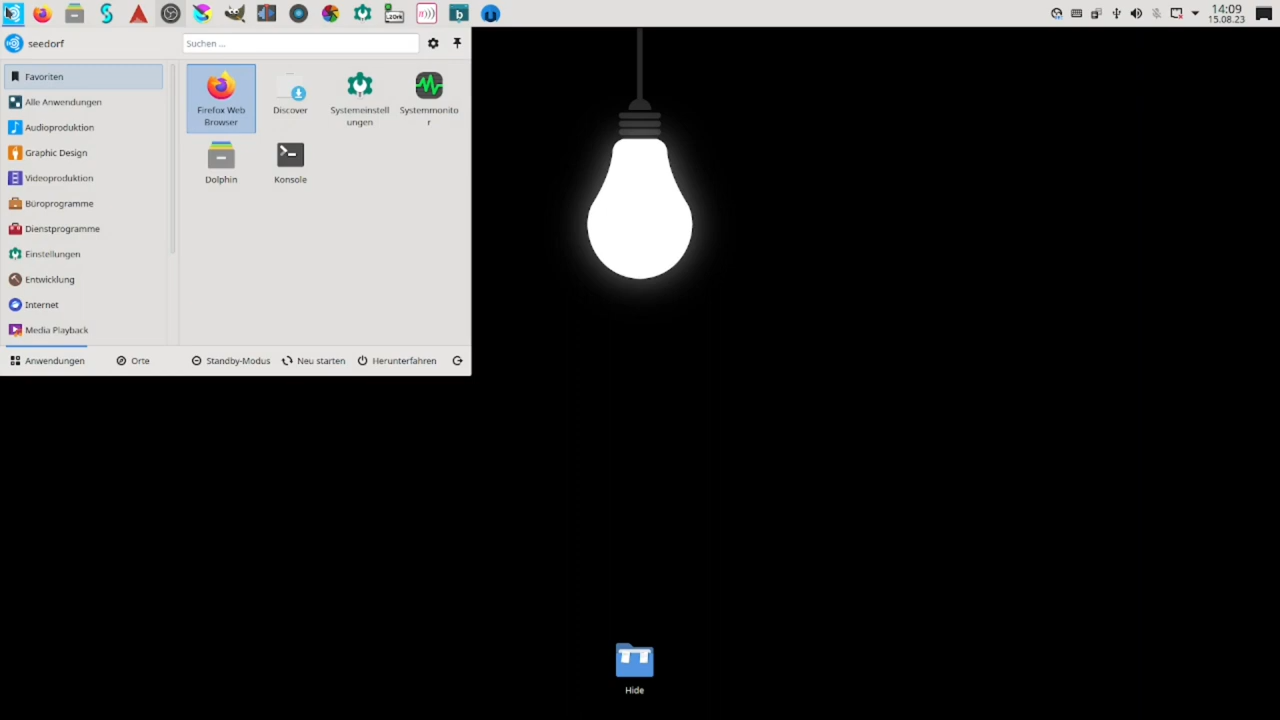 14:09
15.08.23
seedorf
Suchen ...
Favoriten
Alle Anwendungen
Audioproduktion
Graphic Design
Videoproduktion
Büroprogramme
Dienstprogramme
Einstellungen
Entwicklung
Internet
Media Playback
Firefox Web
Browser
Discover
Systemeinstell
ungen
Systemmonito
r
Dolphin
Konsole
Anwendungen
Orte
Standby-Modus
Neu starten
Herunterfahren
Hide